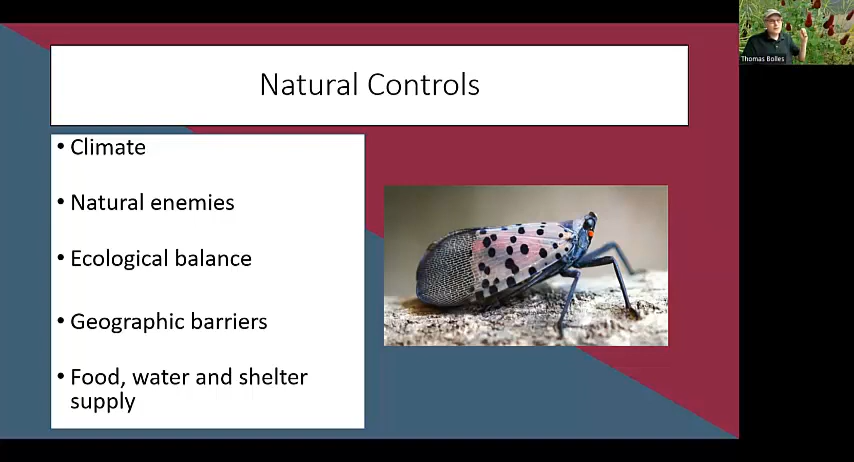 Natural Controls
Thomas Bolles
• Climate
• Natural enemies
• Ecological balance
• Geographic barriers
• Food, water and shelter
supply